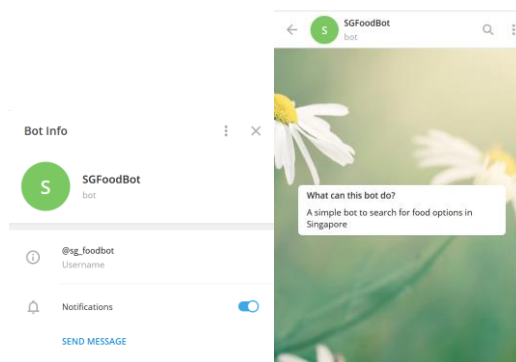 Bot Info
S
SGFoodBot
bot
@sg_foodbot
Username
Notifications
SEND MESSAGE
S
SGFoodBot
bot
What can this bot do?
A simple bot to search for food options in
Singapore